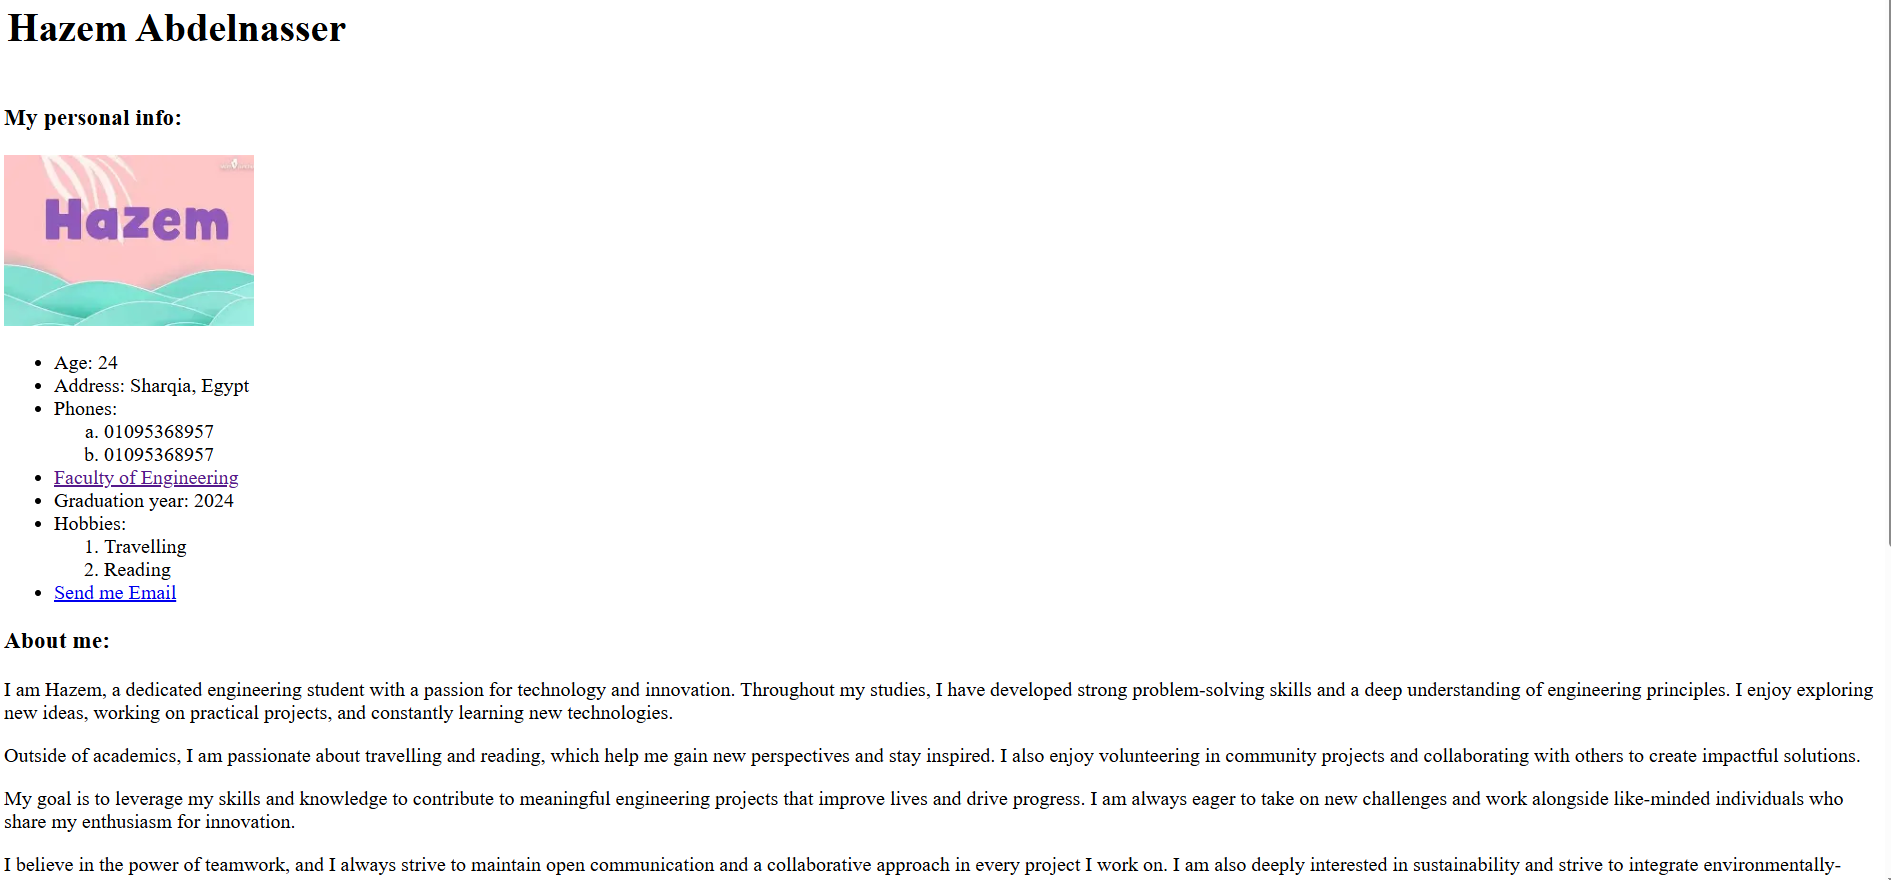 Hazem Abdelnasser
My personal info:
Hazem
Age: 24
Address: Sharqia, Egypt
Phones:
a. 01095368957
b. 01095368957
Faculty of Engineering
Graduation year: 2024
Hobbies:
1. Travelling
2. Reading
Send me Email
About me:
I am Hazem, a dedicated engineering student with a passion for technology and innovation. Throughout my studies, I have developed strong problem-solving skills and a deep understanding of engineering principles. I enjoy exploring
new ideas, working on practical projects, and constantly learning new technologies.
Outside of academics, I am passionate about travelling and reading, which help me gain new perspectives and stay inspired. I also enjoy volunteering in community projects and collaborating with others to create impactful solutions.
My goal is to leverage my skills and knowledge to contribute to meaningful engineering projects that improve lives and drive progress. I am always eager to take on new challenges and work alongside like-minded individuals who
share my enthusiasm for innovation.
I believe in the power of teamwork, and I always strive to maintain open communication and a collaborative approach in every project I work on. I am also deeply interested in sustainability and strive to integrate environmentally-